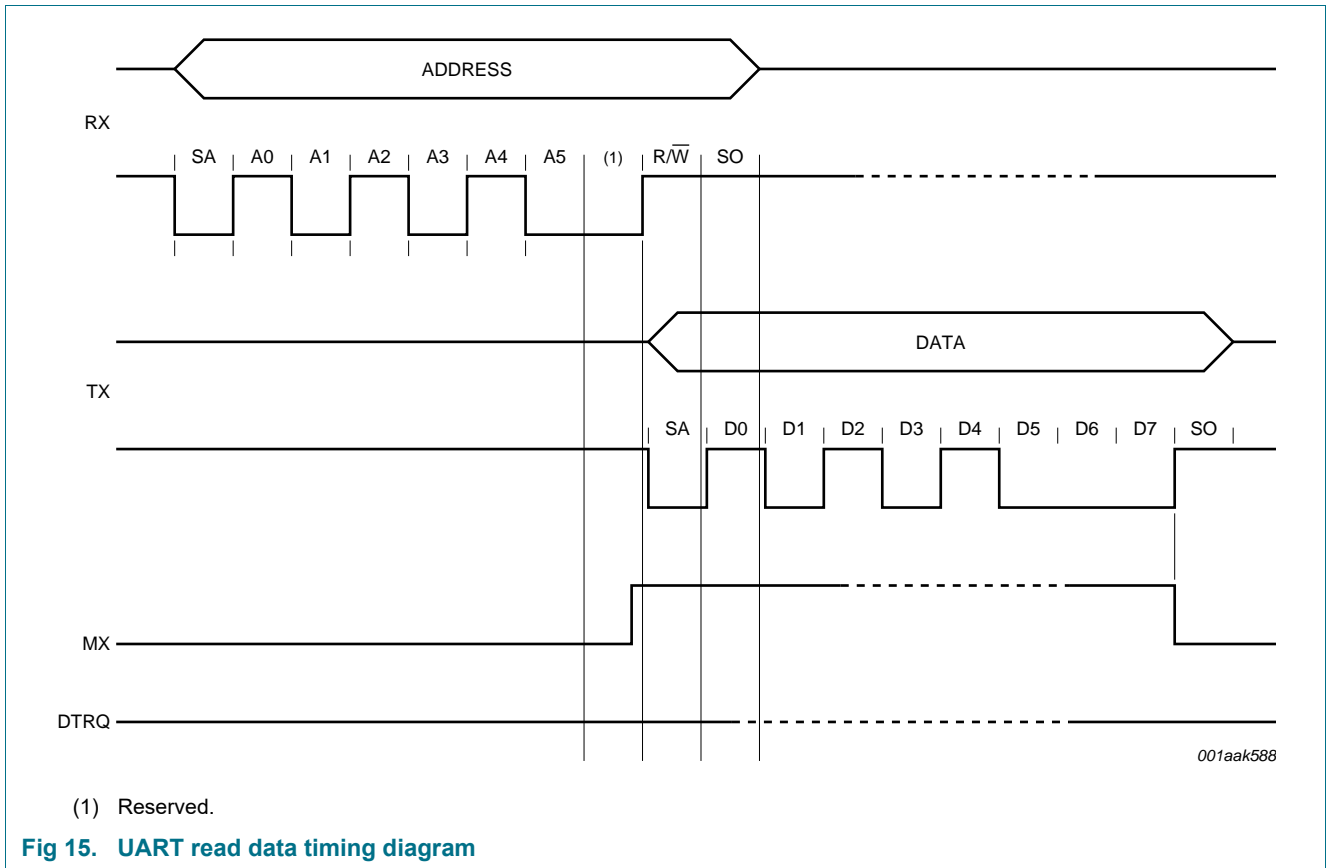 ADDRESS
RX
SA A0 A1 A2 A3 A4 A5 (1) R/W̅ SO
DATA
TX
SA D0 D1 D2 D3 D4 D5 D6 D7 SO
MX
DTRQ
001aak588
(1) Reserved.
Fig 15. UART read data timing diagram